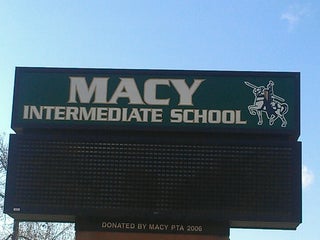 MACY
INTERMEDIATE SCHOOL
DONATED BY MACY PTA 2006